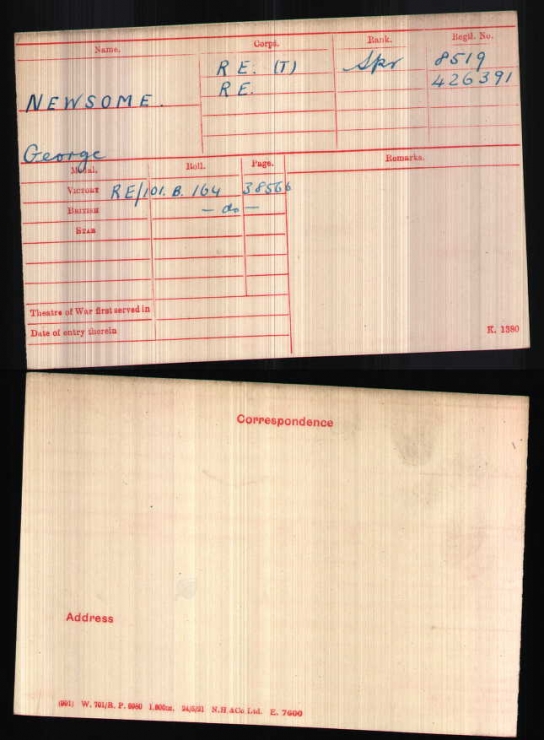 Name. Corps. Rank. Regtl. No.
R E. (T) Spr 8519
R E. 426391
NEWSOME.
George
Medal. Roll. Page. Remarks.
Victory RE/101. B. 164 38566
British - do -
Star
Theatre of War first served in
Date of entry therein
K. 1380
Correspondence
Address
W. 701/R. P. 1,500m. N.H.&Co Ltd. E. 7600